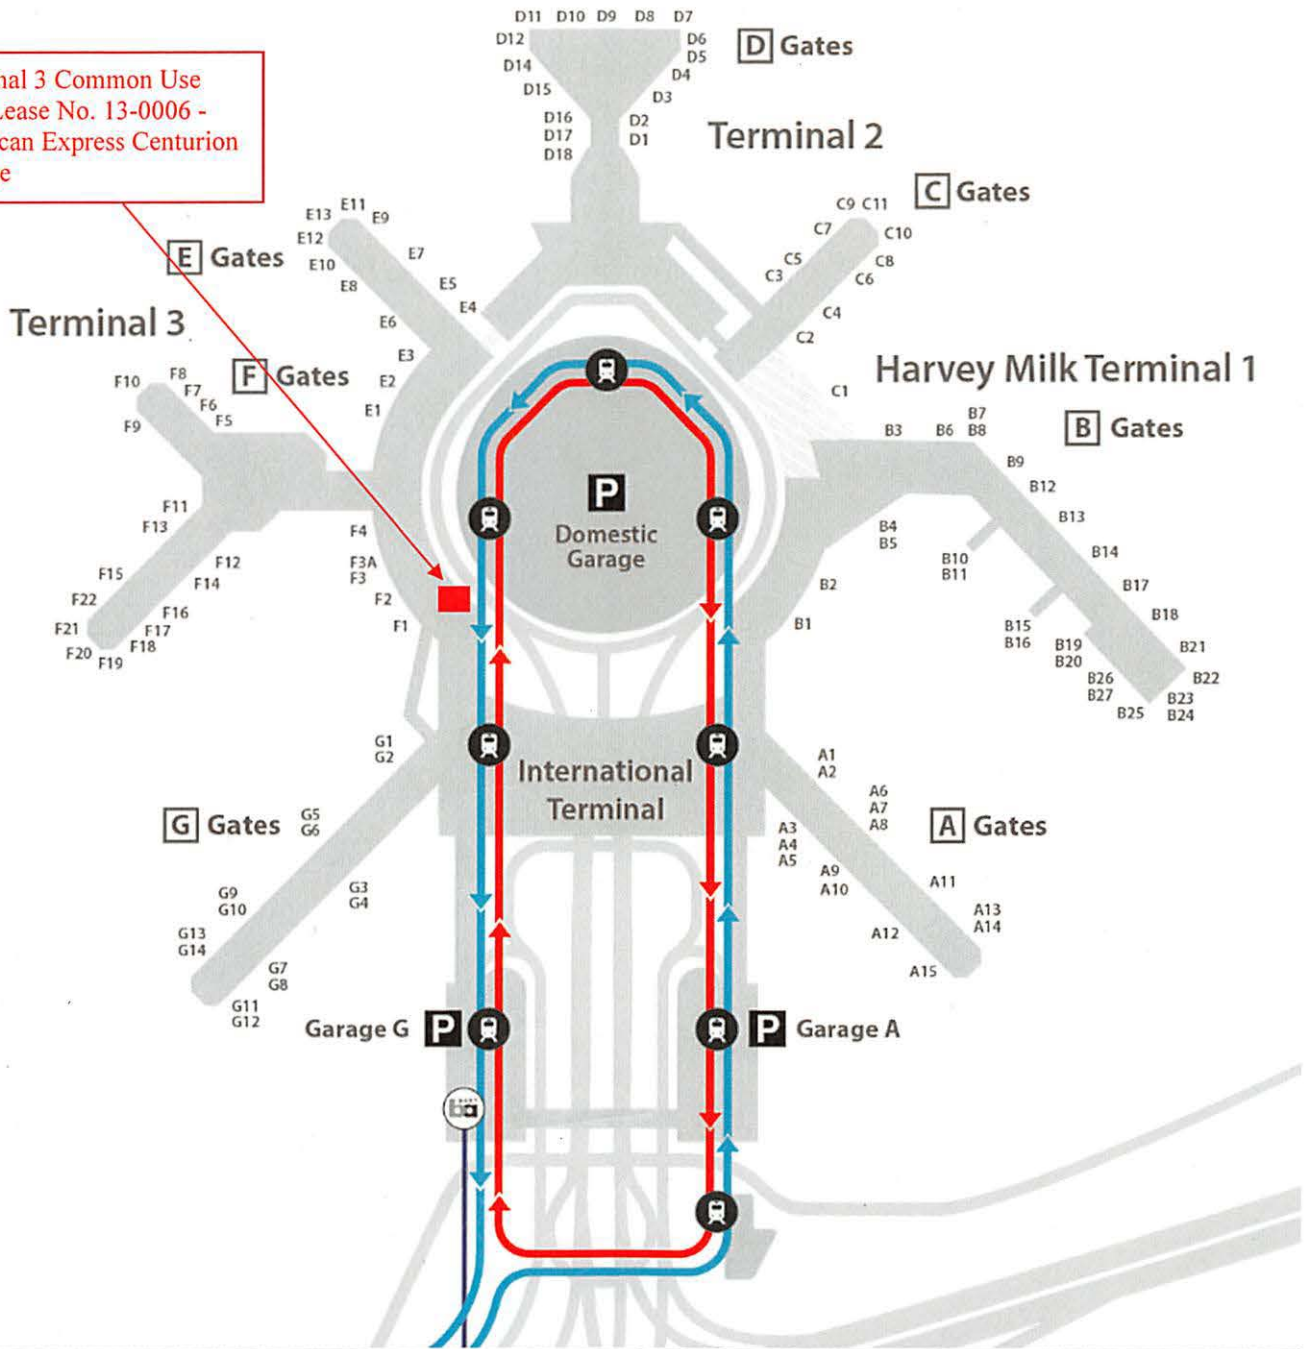 D11 D10 D9 D8 D7
D12
D6
D5
D14
D4
D15
D3
D16
D2
D17
D1
D18
D Gates
Terminal 2
nal 3 Common Use
Lease No. 13-0006 -
can Express Centurion
e
C Gates
C9 C11
C7
C10
C5
C8
C3
C6
C4
C2
C1
E11
E13
E9
E12
E7
E10
E5
E8
E4
E6
E3
E2
E1
E Gates
Terminal 3
F Gates
F10
F8
F7
F6
F9
F5
F11
F13
F12
F15
F14
F22
F16
F21
F17
F20
F18
F19
F4
F3A
F3
F2
F1
Harvey Milk Terminal 1
B Gates
B3
B6
B7
B8
B9
B12
B13
B4
B5
B14
B10
B11
B17
B2
B18
B1
B15
B16
B19
B20
B21
B26
B27
B22
B25
B23
B24
P
Domestic
Garage
International
Terminal
G1
G2
G Gates
G5
G6
G3
G4
G9
G10
G13
G14
G7
G8
G11
G12
A1
A2
A6
A7
A8
A Gates
A3
A4
A5
A9
A10
A11
A13
A14
A12
A15
Garage G P
P Garage A
ba